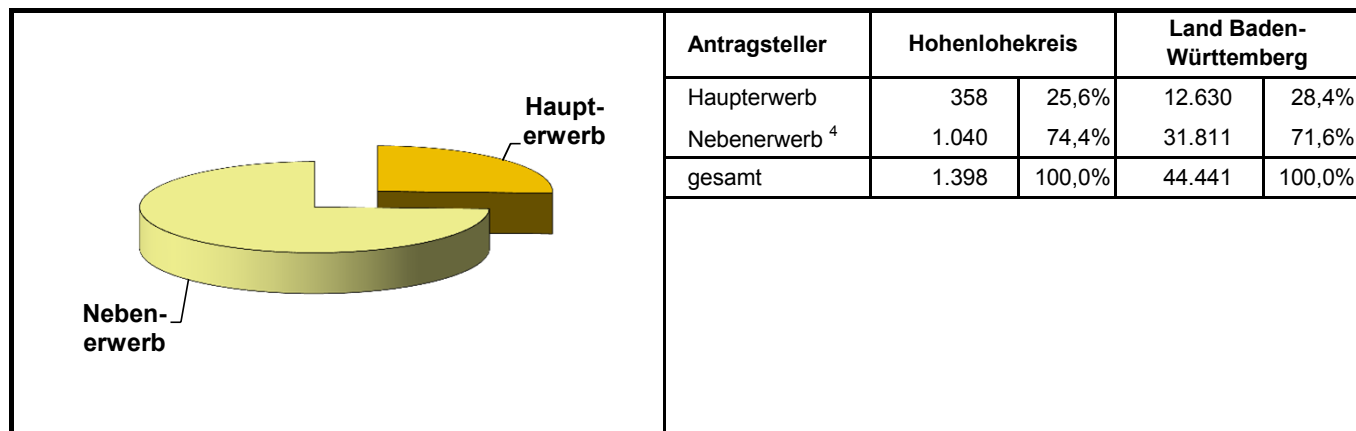 Haupt-
erwerb
Neben-
erwerb
Antragsteller Hohenlohekreis Land Baden-
Württemberg
Haupterwerb 358 25,6% 12.630 28,4%
Nebenerwerb 4 1.040 74,4% 31.811 71,6%
gesamt 1.398 100,0% 44.441 100,0%